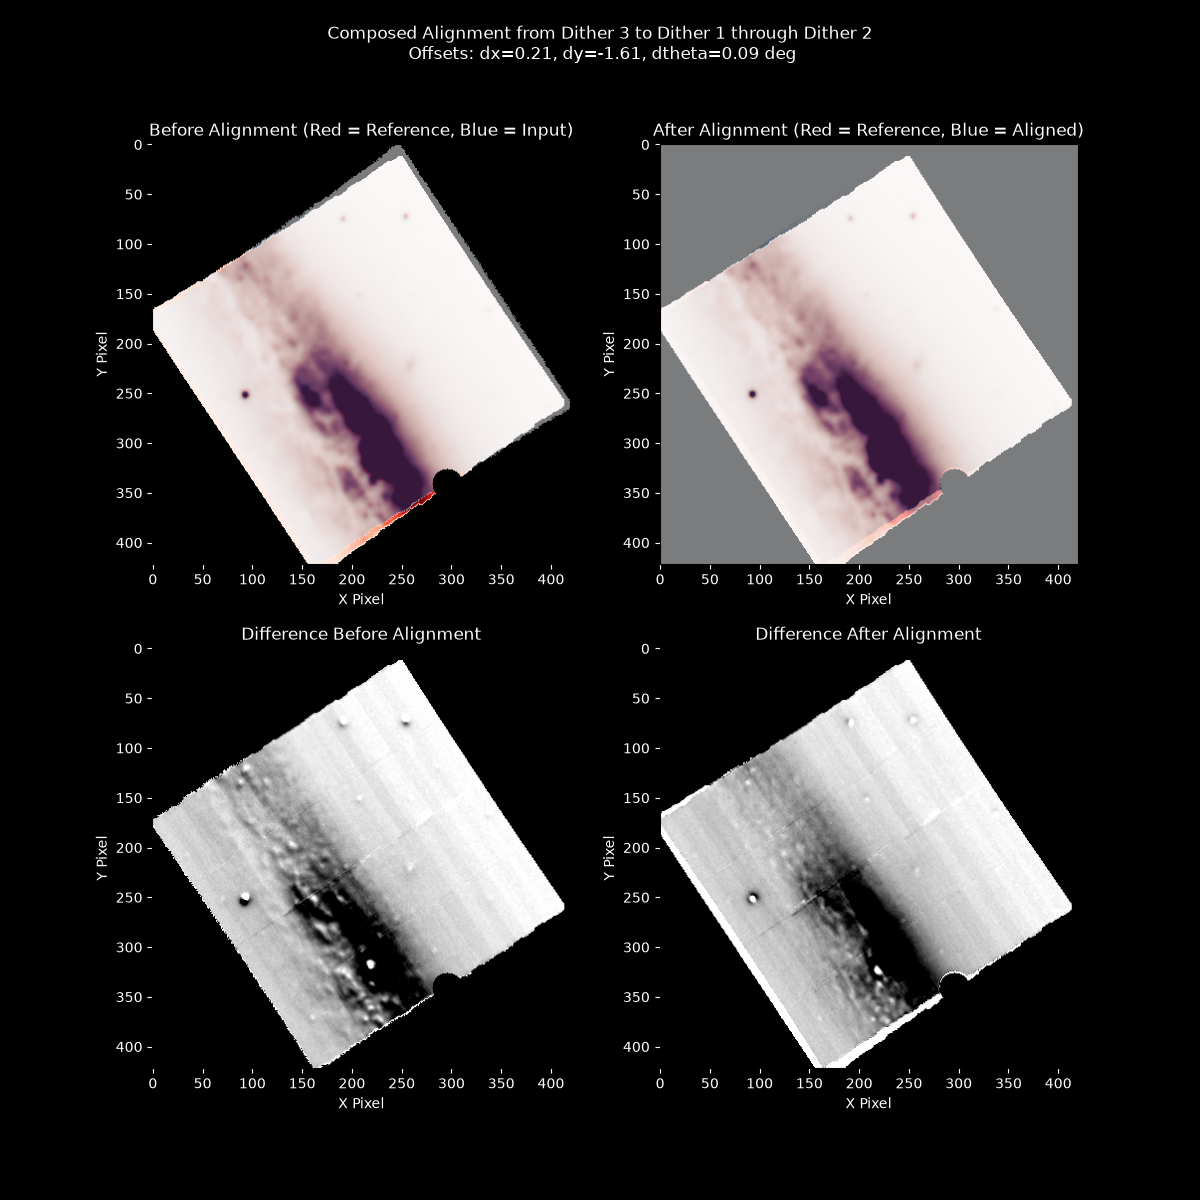 Composed Alignment from Dither 3 to Dither 1 through Dither 2
Offsets: dx=0.21, dy=-1.61, dtheta=0.09 deg
Before Alignment (Red = Reference, Blue = Input)
0
50
100
150
200
250
300
350
400
Y Pixel
0 50 100 150 200 250 300 350 400
X Pixel
After Alignment (Red = Reference, Blue = Aligned)
0
50
100
150
200
250
300
350
400
Y Pixel
0 50 100 150 200 250 300 350 400
X Pixel
Difference Before Alignment
0
50
100
150
200
250
300
350
400
Y Pixel
0 50 100 150 200 250 300 350 400
X Pixel
Difference After Alignment
0
50
100
150
200
250
300
350
400
Y Pixel
0 50 100 150 200 250 300 350 400
X Pixel